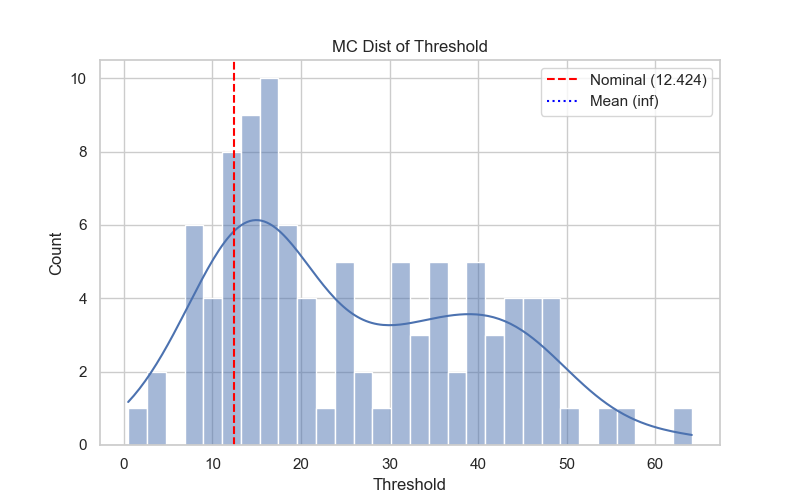 MC Dist of Threshold
Nominal (12.424)
Mean (inf)
Count
10
8
6
4
2
0
0 10 20 30 40 50 60
Threshold